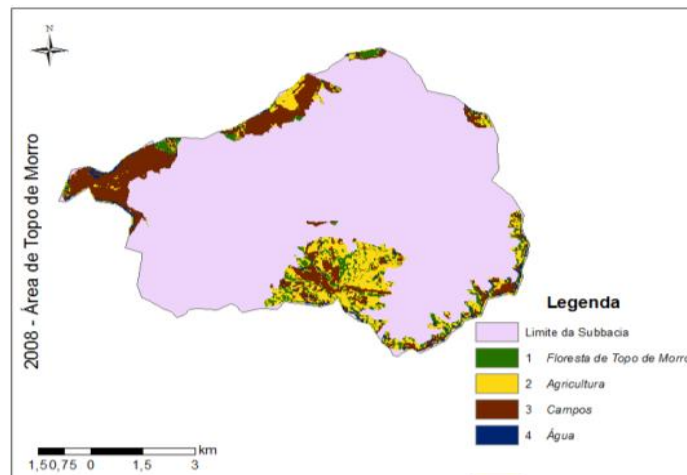 N
2008 - Área de Topo de Morro
Legenda
Limite da Subbacia
1 Floresta de Topo de Morro
2 Agricultura
3 Campos
4 Água
km
1,5 0,75 0 1,5 3